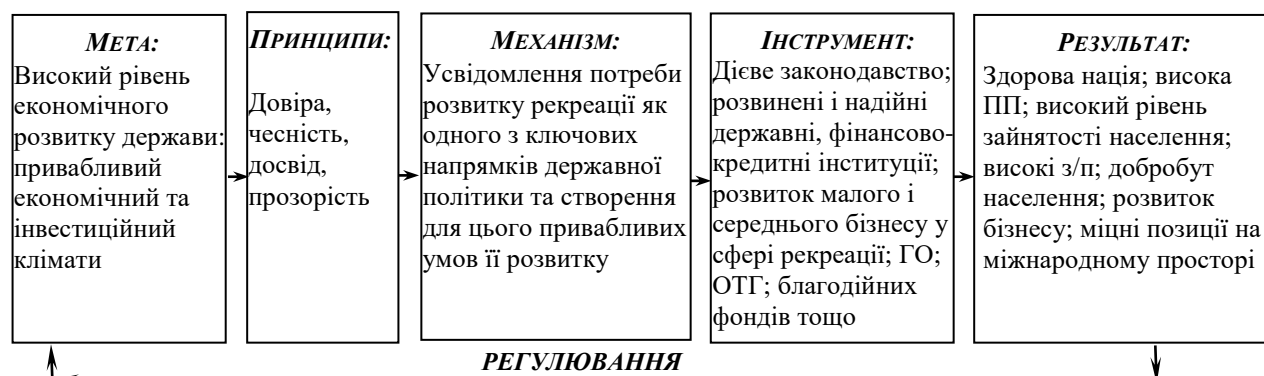 МЕТА:
Високий рівень
економічного
розвитку держави:
привабливий
економічний та
інвестиційний
клімати
ПРИНЦИПИ:
Довіра,
чесність,
досвід,
прозорість
МЕХАНІЗМ:
Усвідомлення потреби
розвитку рекреації як
одного з ключових
напрямків державної
політики та створення
для цього привабливих
умов її розвитку
ІНСТРУМЕНТ:
Дієве законодавство;
розвинені і надійні
державні, фінансово-
кредитні інституції;
розвиток малого і
середнього бізнесу у
сфері рекреації; ГО;
ОТГ; благодійних
фондів тощо
РЕЗУЛЬТАТ:
Здорова нація; висока
ПП; високий рівень
зайнятості населення;
високі з/п; добробут
населення; розвиток
бізнесу; міцні позиції на
міжнародному просторі
РЕГУЛЮВАННЯ